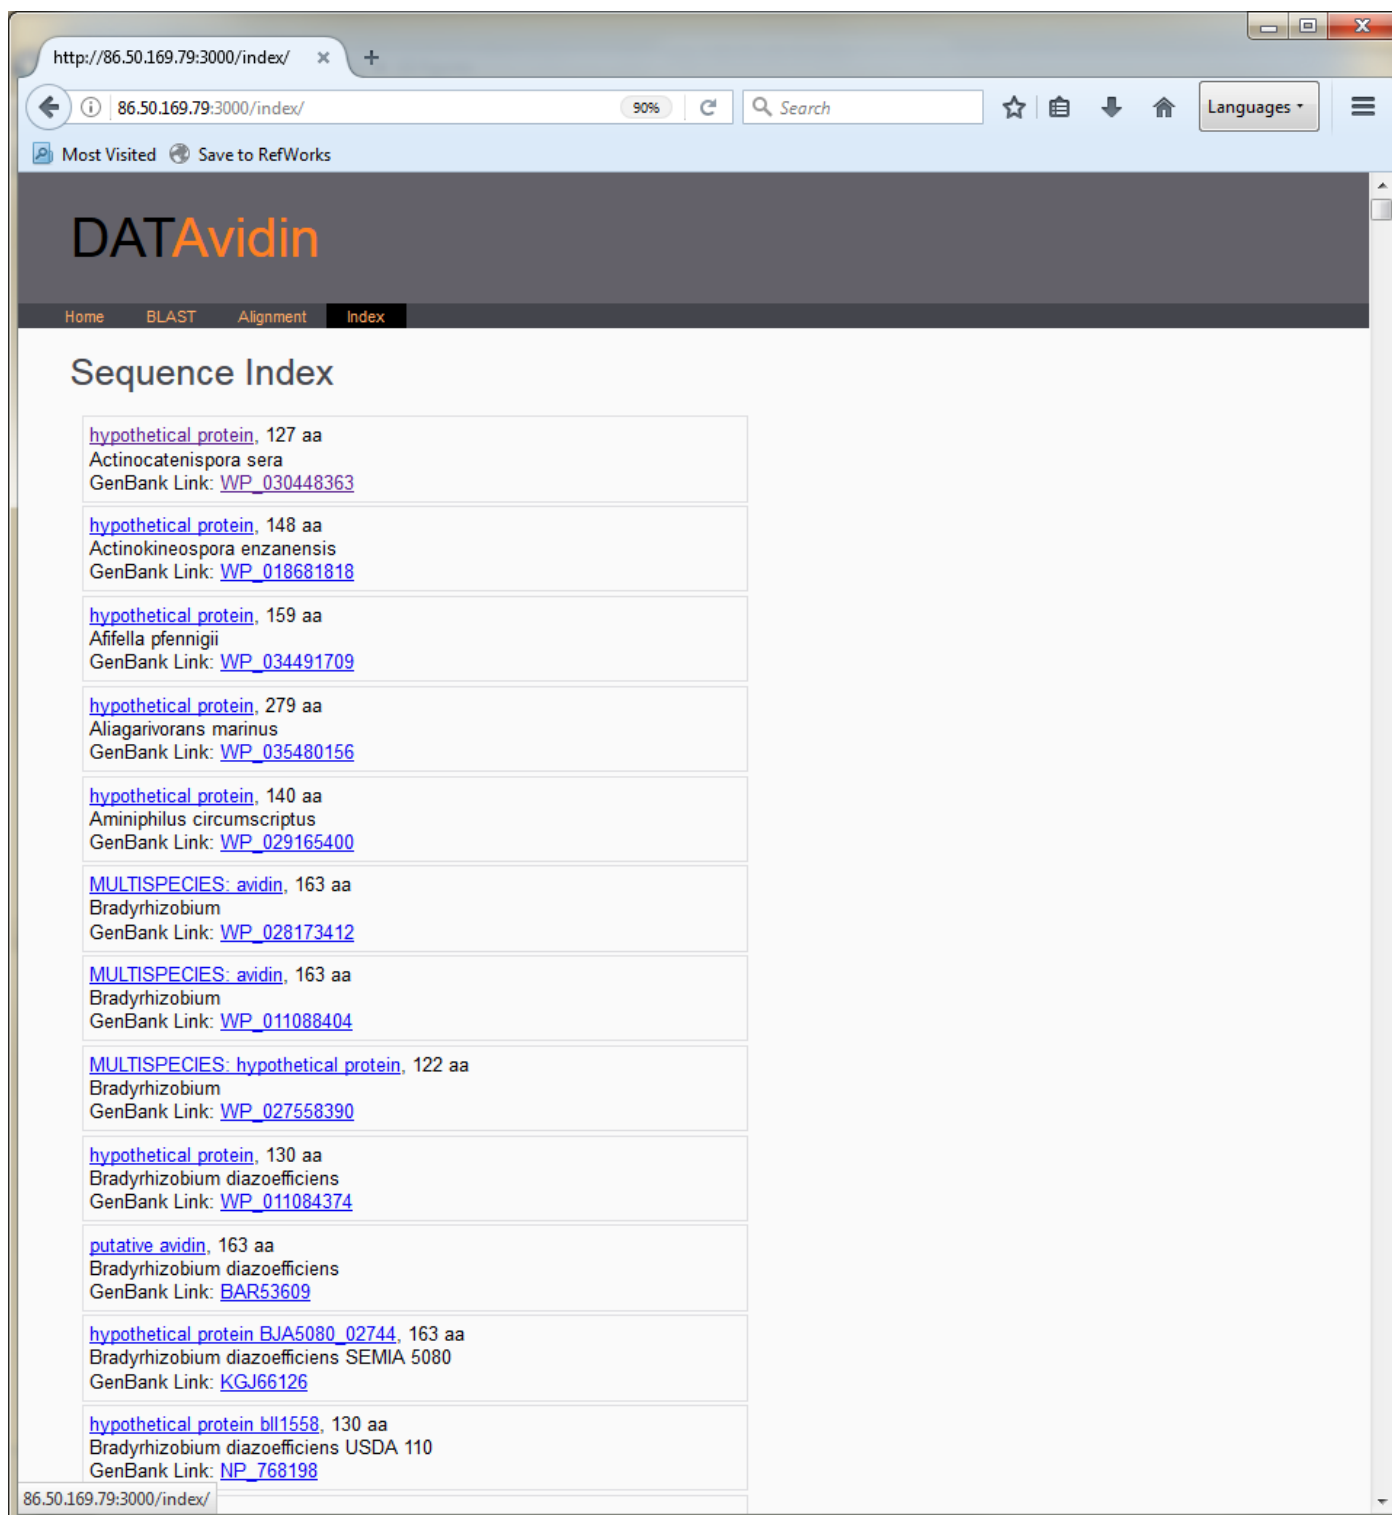 http://86.50.169.79:3000/index/
86.50.169.79:3000/index/ 90% Search Languages
Most Visited Save to RefWorks
DATAvidin
Home BLAST Alignment Index
Sequence Index
hypothetical protein, 127 aa
Actinocatenispora sera
GenBank Link: WP_030448363
hypothetical protein, 148 aa
Actinokineospora enzanensis
GenBank Link: WP_018681818
hypothetical protein, 159 aa
Afifella pfennigii
GenBank Link: WP_034491709
hypothetical protein, 279 aa
Aliagarivorans marinus
GenBank Link: WP_035480156
hypothetical protein, 140 aa
Aminiphilus circumscriptus
GenBank Link: WP_029165400
MULTISPECIES: avidin, 163 aa
Bradyrhizobium
GenBank Link: WP_028173412
MULTISPECIES: avidin, 163 aa
Bradyrhizobium
GenBank Link: WP_011088404
MULTISPECIES: hypothetical protein, 122 aa
Bradyrhizobium
GenBank Link: WP_027558390
hypothetical protein, 130 aa
Bradyrhizobium diazoefficiens
GenBank Link: WP_011084374
putative avidin, 163 aa
Bradyrhizobium diazoefficiens
GenBank Link: BAR53609
hypothetical protein BJA5080_02744, 163 aa
Bradyrhizobium diazoefficiens SEMIA 5080
GenBank Link: KGJ66126
hypothetical protein bll1558, 130 aa
Bradyrhizobium diazoefficiens USDA 110
GenBank Link: NP_768198
86.50.169.79:3000/index/